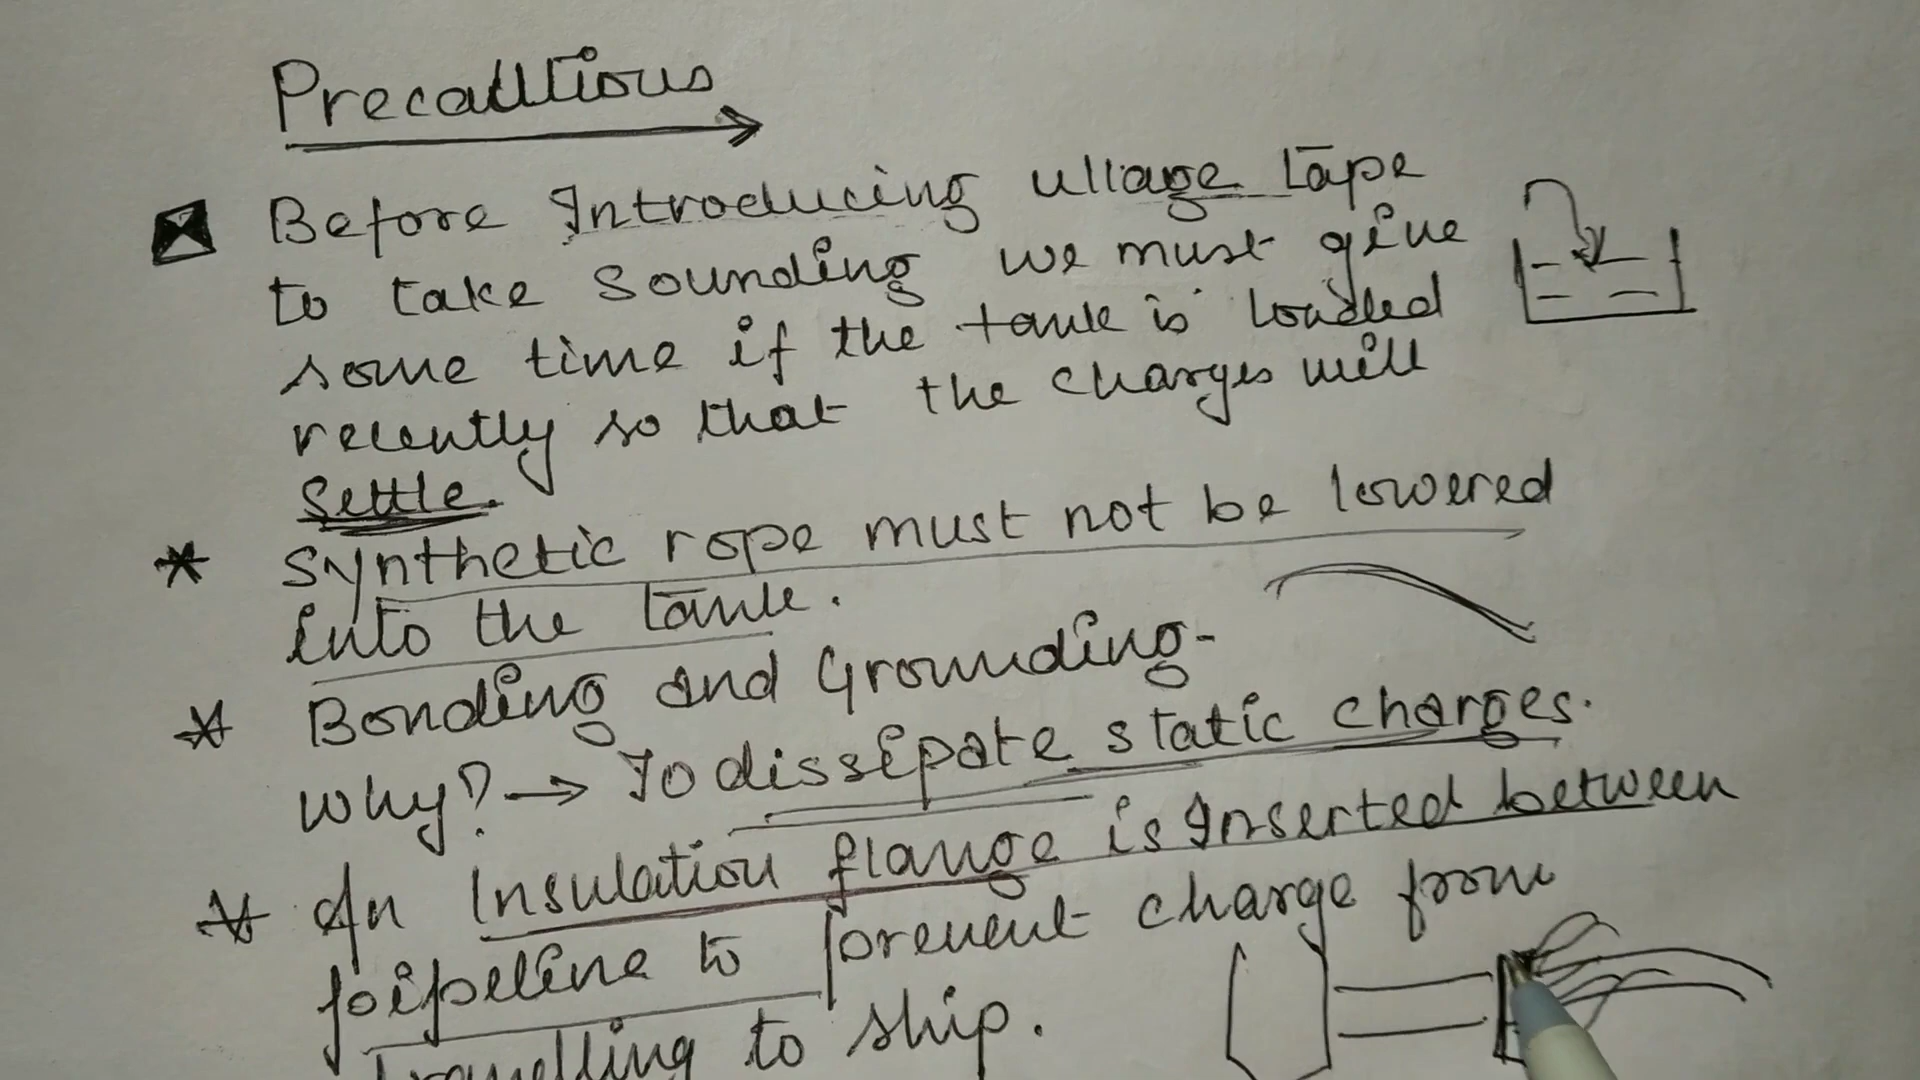 Precautions
Before Introducing ullage tape
to take sounding we must give
some time if the tank is loaded
recently so that the charges will
settle.
* Synthetic rope must not be lowered
into the tank.
* Bonding and Grounding-
why? → To dissipate static charges.
* An Insulation flange is Inserted between
pipeline to prevent charge from
travelling to ship.